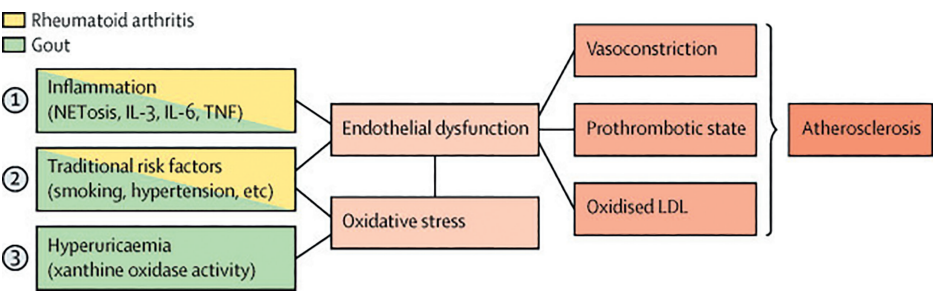 Rheumatoid arthritis
Gout
1
Inflammation
(NETosis, IL-3, IL-6, TNF)
2
Traditional risk factors
(smoking, hypertension, etc)
3
Hyperuricaemia
(xanthine oxidase activity)
Endothelial dysfunction
Oxidative stress
Vasoconstriction
Prothrombotic state
Oxidised LDL
Atherosclerosis